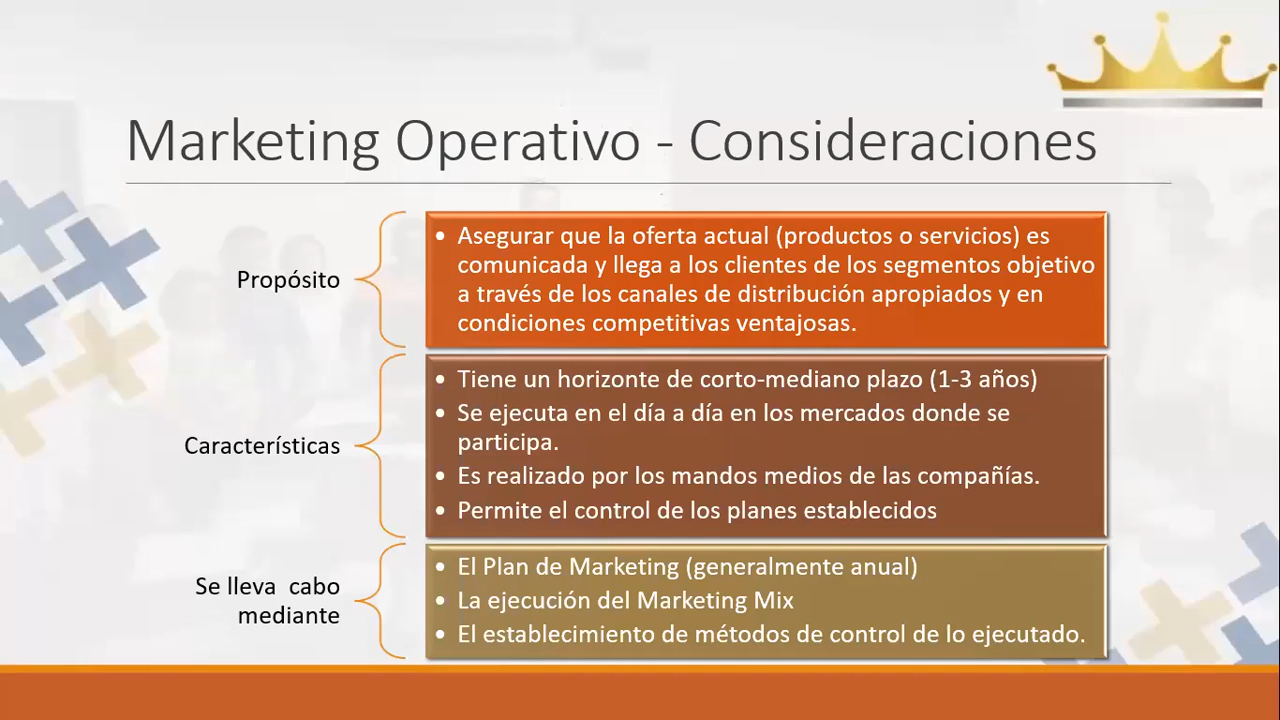 Marketing Operativo - Consideraciones
Propósito
• Asegurar que la oferta actual (productos o servicios) es
comunicada y llega a los clientes de los segmentos objetivo
a través de los canales de distribución apropiados y en
condiciones competitivas ventajosas.
Características
• Tiene un horizonte de corto-mediano plazo (1-3 años)
• Se ejecuta en el día a día en los mercados donde se
participa.
• Es realizado por los mandos medios de las compañías.
• Permite el control de los planes establecidos
Se lleva  cabo
mediante
• El Plan de Marketing (generalmente anual)
• La ejecución del Marketing Mix
• El establecimiento de métodos de control de lo ejecutado.